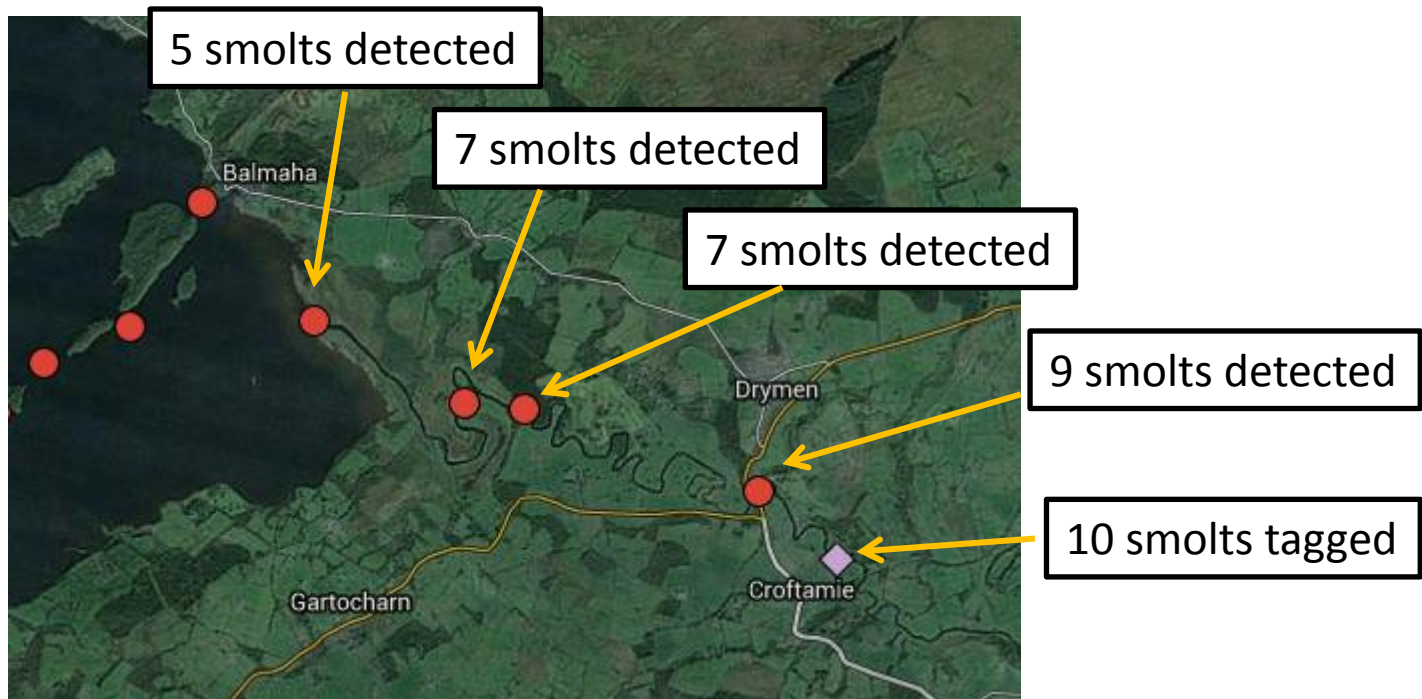 5 smolts detected
7 smolts detected
Balmaha
7 smolts detected
9 smolts detected
Drymen
10 smolts tagged
Croftamie
Gartocharn